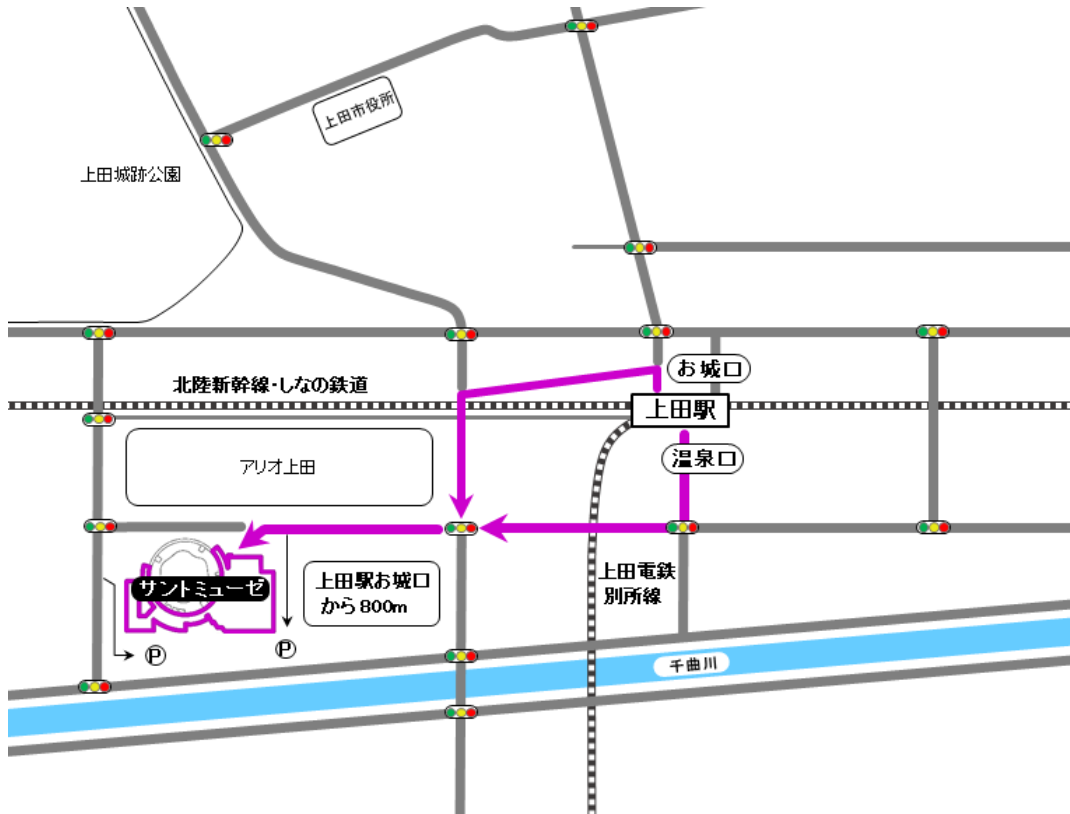 上田市役所
上田城跡公園
お城口
北陸新幹線・しなの鉄道
上田駅
温泉口
アリオ上田
上田電鉄
別所線
サントミューゼ
上田駅お城口
から800m
P
P
千曲川